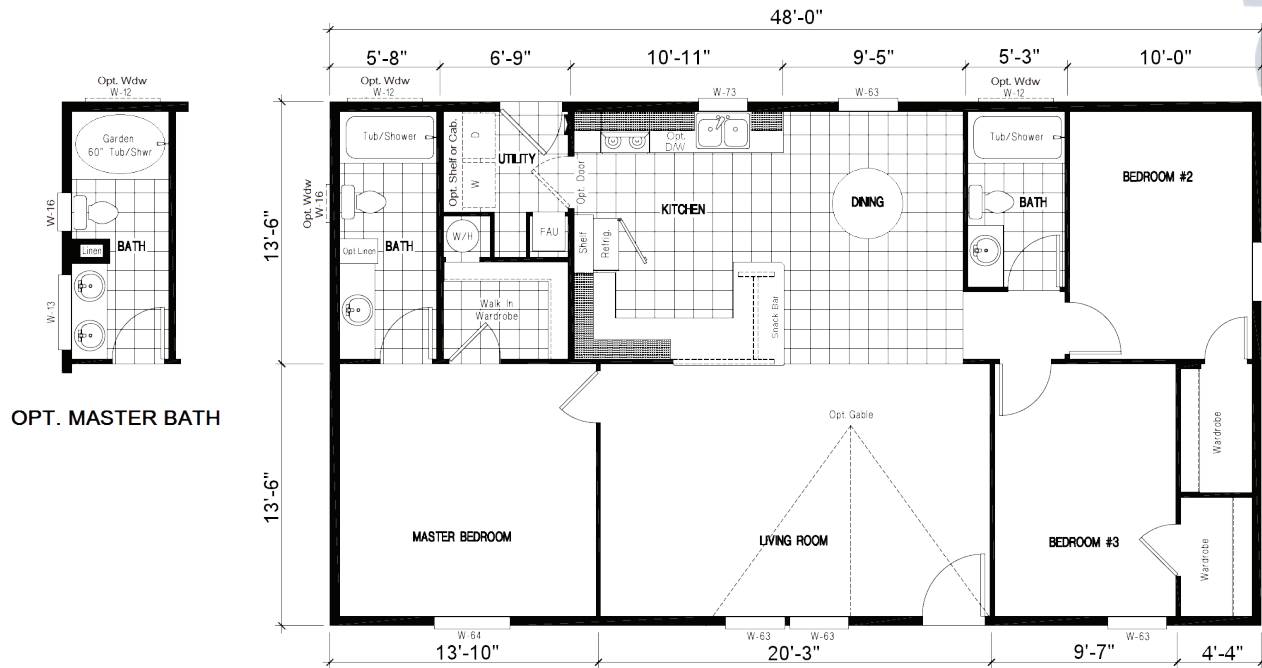 48'-0"
5'-8"
6'-9"
10'-11"
9'-5"
5'-3"
10'-0"
Opt. Wdw
W-12
Opt. Wdw
W-12
W-73
W-63
Opt. Wdw
W-12
Garden
60" Tub/Shwr
W-16
BATH
Linen
W-13
OPT. MASTER BATH
13'-6"
13'-6"
Opt. Wdw
W-16
Tub/Shower
Opt Linen
BATH
Opt. Shelf or Cab.
D
W
UTILITY
W/H
FAU
Walk In
Wardrobe
Opt. Door
Opt.
D/W
KITCHEN
Shelf
Refrig.
Snack Bar
DINING
Tub/Shower
BATH
BEDROOM #2
Wardrobe
MASTER BEDROOM
Opt. Gable
LIVING ROOM
BEDROOM #3
Wardrobe
W-64
W-63
W-63
W-63
13'-10"
20'-3"
9'-7"
4'-4"